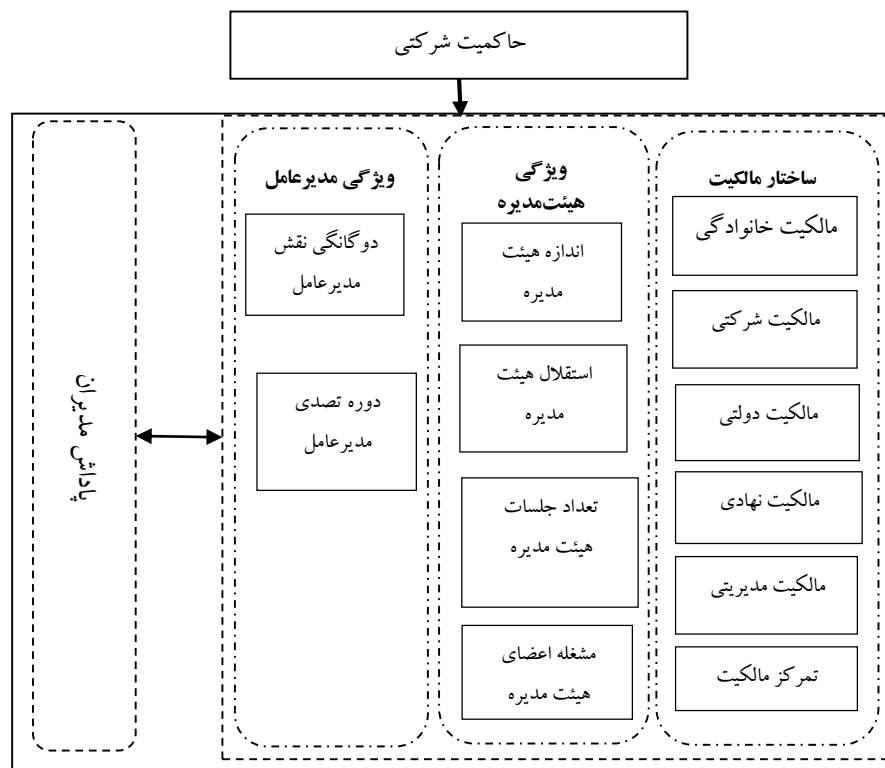 حاکمیت شرکتی
ساختار مالکیت
مالکیت خانوادگی
مالکیت شرکتی
مالکیت دولتی
مالکیت نهادی
مالکیت مدیریتی
تمرکز مالکیت
ویژگی
هیئت‌مدیره
اندازه هیئت
مدیره
استقلال هیئت
مدیره
تعداد جلسات
هیئت مدیره
مشغله اعضای
هیئت مدیره
ویژگی مدیرعامل
دوگانگی نقش
مدیرعامل
دوره تصدی
مدیرعامل
پاداش مدیران